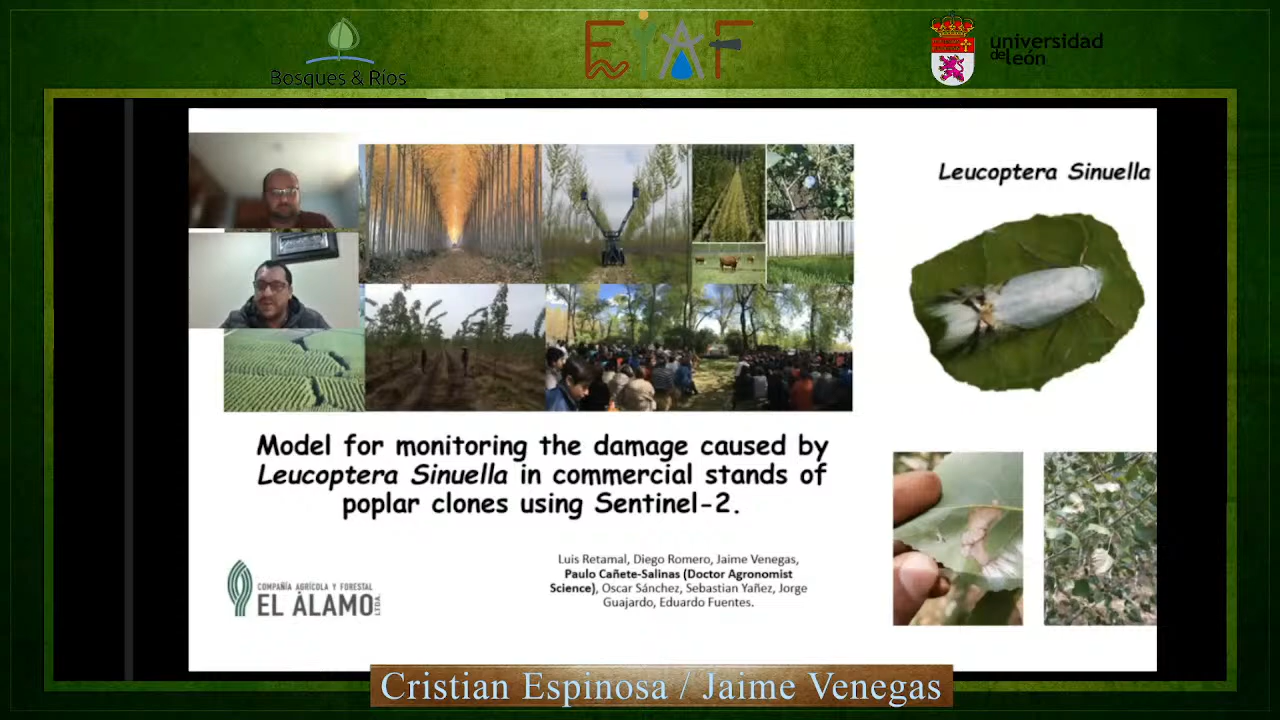 Bosques & Ríos
EIAF
universidad
de león
Leucoptera Sinuella
Model for monitoring the damage caused by
Leucoptera Sinuella in commercial stands of
poplar clones using Sentinel-2.
COMPAÑÍA AGRÍCOLA Y FORESTAL
EL ÁLAMO LTDA.
Luis Retamal, Diego Romero, Jaime Venegas,
Paulo Cañete-Salinas (Doctor Agronomist
Science), Oscar Sánchez, Sebastian Yañez, Jorge
Guajardo, Eduardo Fuentes.
Cristian Espinosa / Jaime Venegas